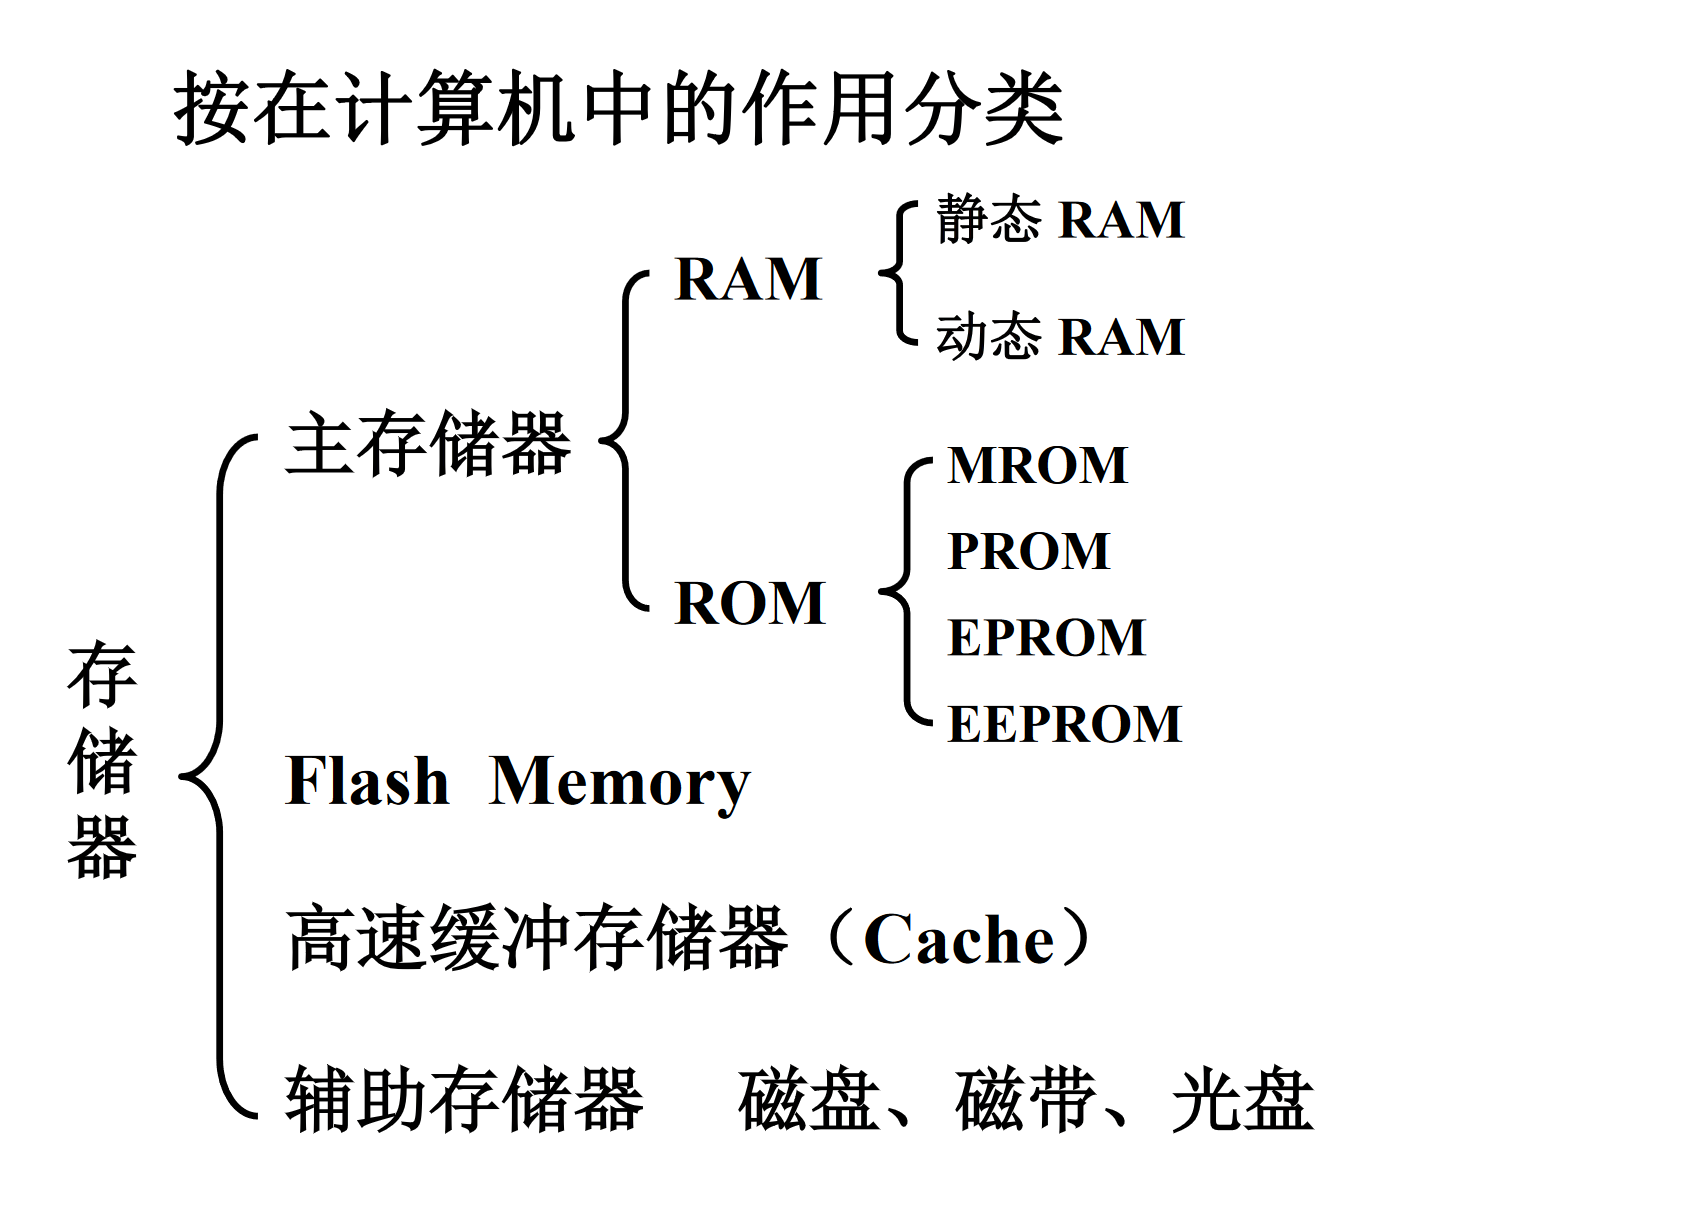 按在计算机中的作用分类
静态 RAM
RAM
动态 RAM
主存储器
MROM
PROM
ROM
EPROM
EEPROM
存储器
Flash Memory
高速缓冲存储器（Cache）
辅助存储器 磁盘、磁带、光盘